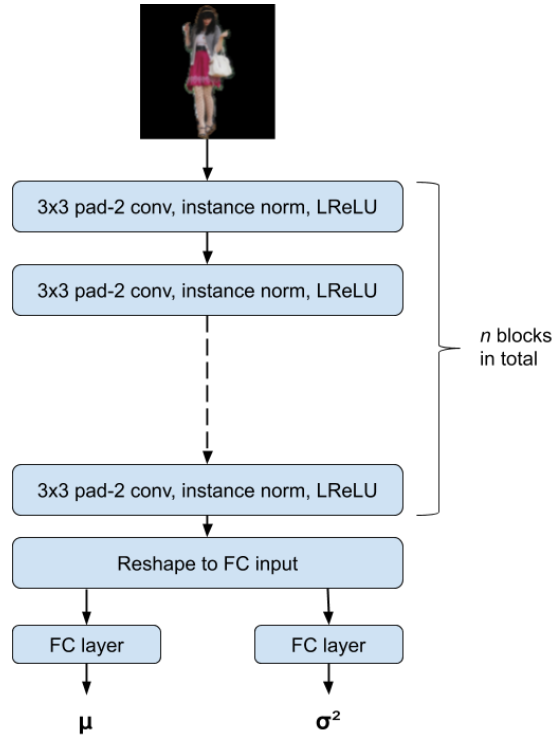 3x3 pad-2 conv, instance norm, LReLU
3x3 pad-2 conv, instance norm, LReLU
n blocks
in total
3x3 pad-2 conv, instance norm, LReLU
Reshape to FC input
FC layer
FC layer
μ
σ²